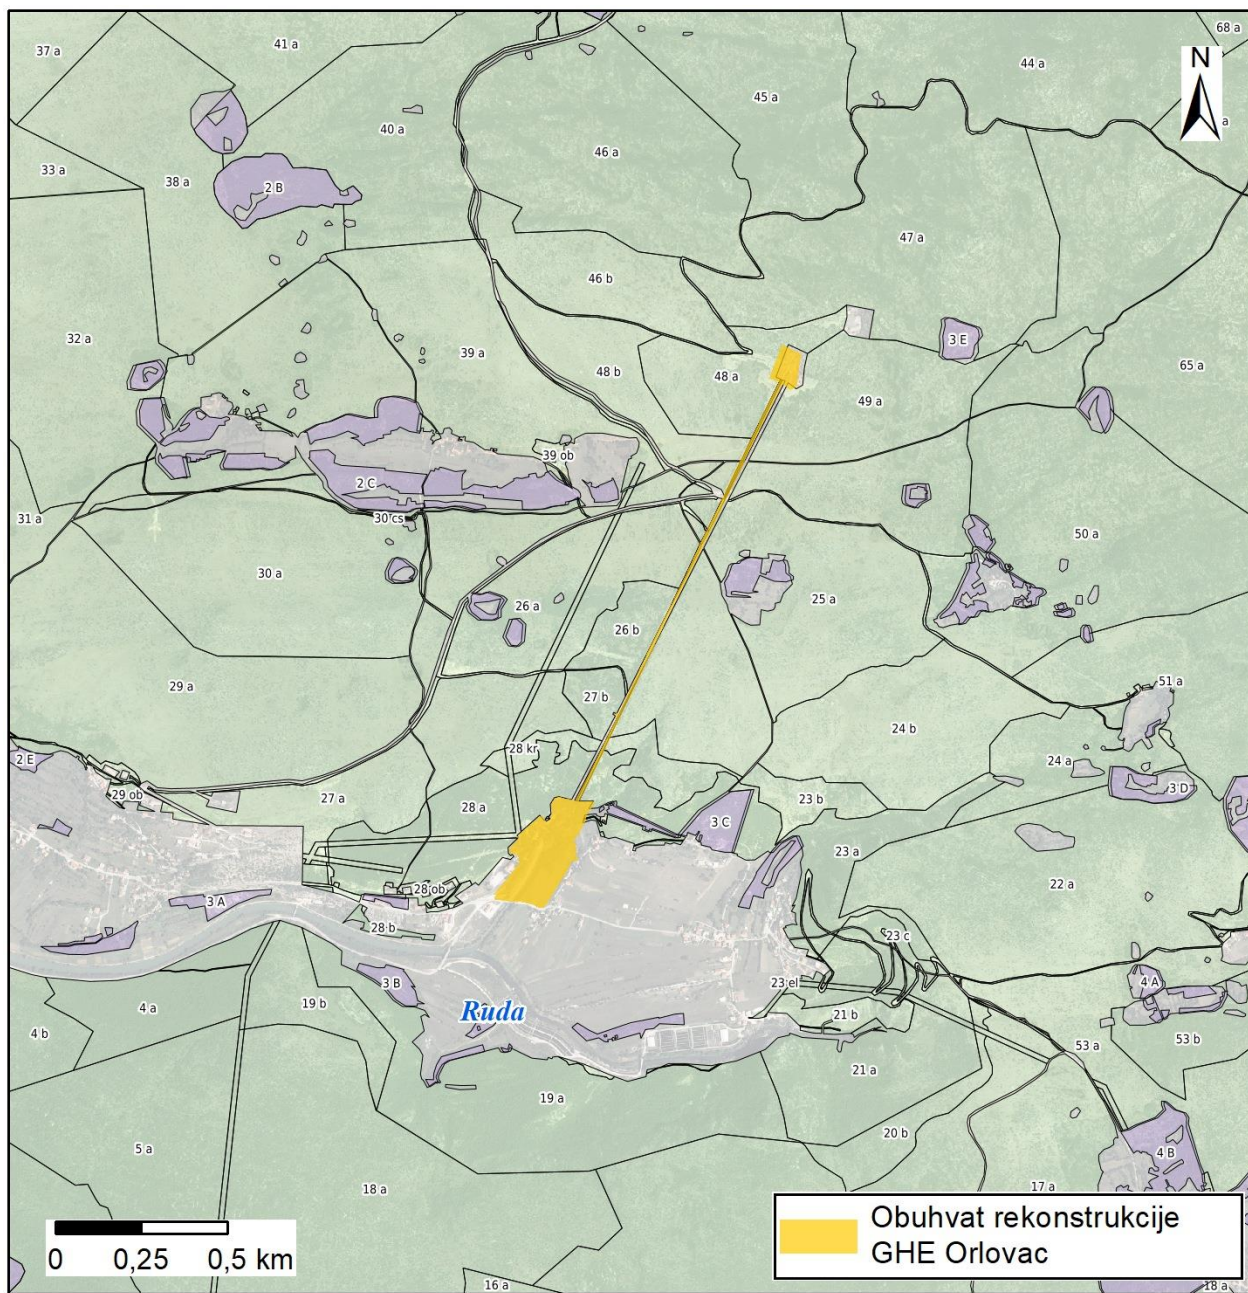 37 a
41 a
68 a
44 a
N
45 a
40 a
46 a
33 a
38 a
2 B
47 a
46 b
32 a
3 E
39 a
65 a
48 b
48 a
49 a
39 ob
2 C
30 cs
31 a
50 a
30 a
26 a
25 a
26 b
51 a
29 a
27 b
24 b
28 kr
2 E
24 a
3 D
29 ob
27 a
28 a
23 b
3 C
23 a
22 a
28 ob
3 A
28 b
23 c
3 B
23 el
4 A
4 a
19 b
Ruda
21 b
4 b
53 a
53 b
21 a
19 a
20 b
5 a
4 B
18 a
17 a
Obuhvat rekonstrukcije
GHE Orlovac
0 0,25 0,5 km
16 a
18 a